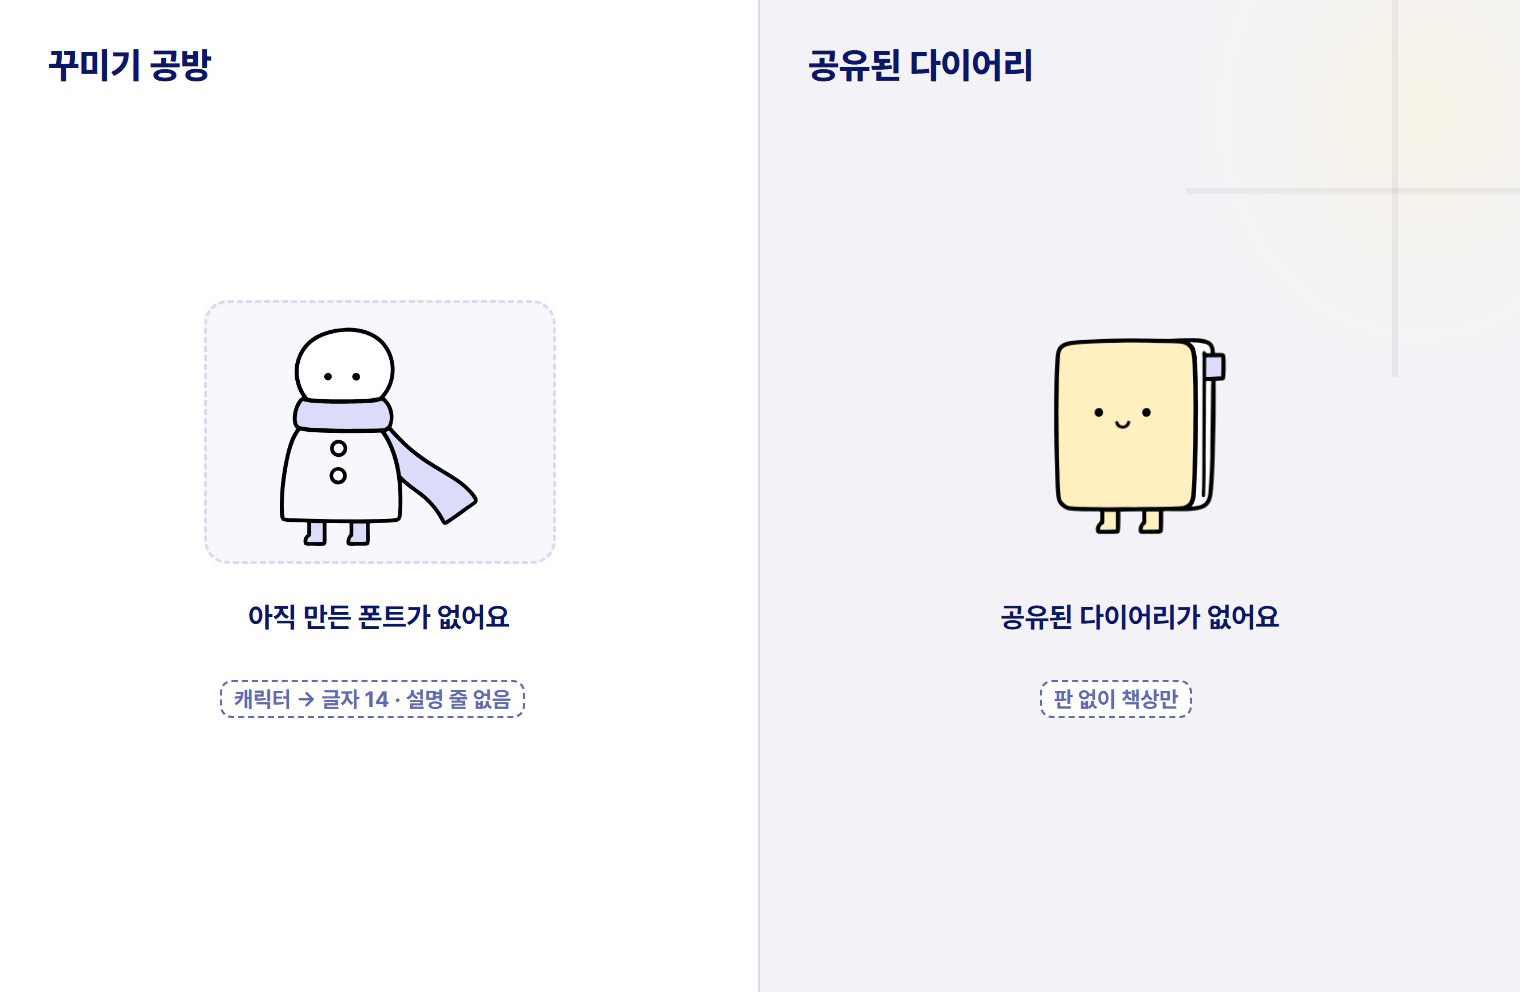 꾸미기 공방
아직 만든 폰트가 없어요
캐릭터 → 글자 14 · 설명 줄 없음
공유된 다이어리
공유된 다이어리가 없어요
판 없이 책상만